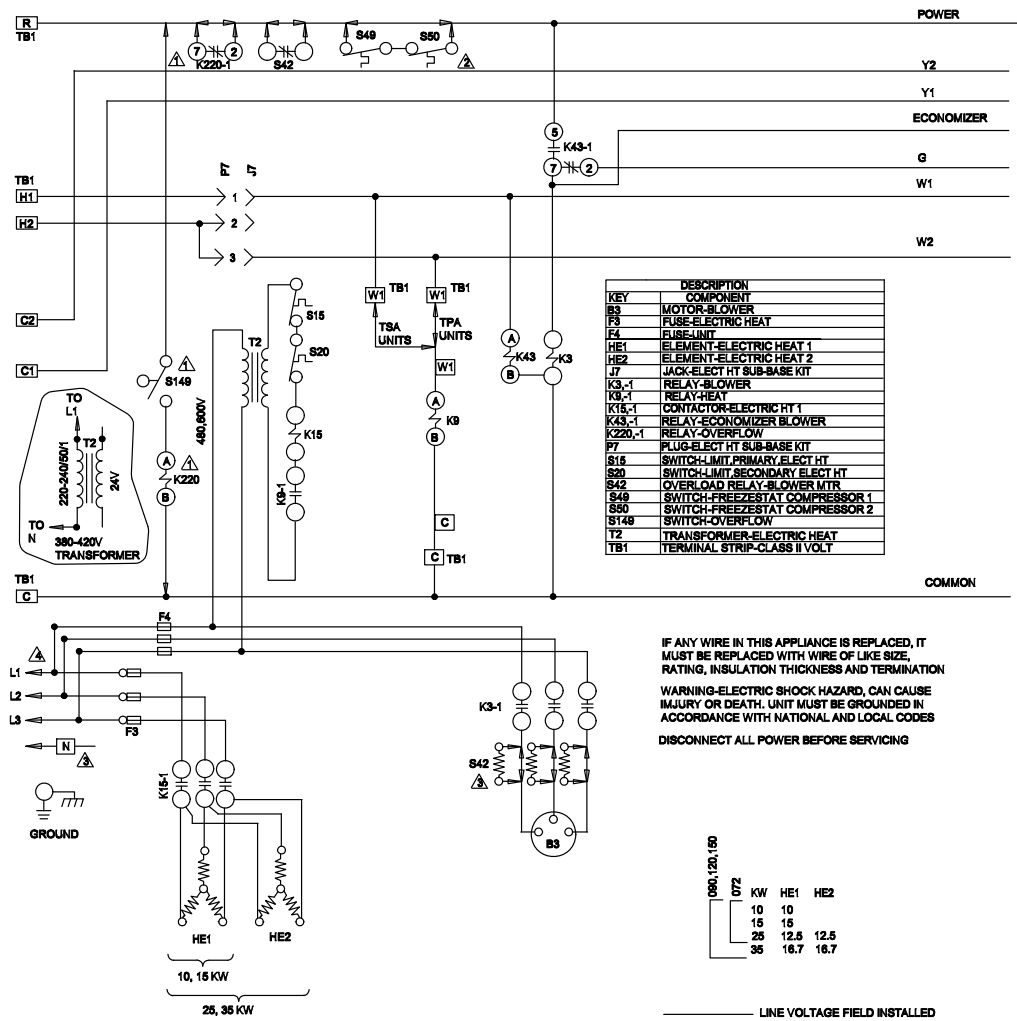 R
TB1
POWER
S49
S50
7
2
K220-1
S42
1
2
Y2
Y1
ECONOMIZER
5
K43-1
7
2
G
P7
J7
TB1
H1
1
W1
H2
2
3
W2
W1 TB1
W1 TB1
TSA
UNITS
TPA
UNITS
W1
C2
C1
S149
1
T2
S15
S20
480,600V
K15
K9-1
A
K43
B
K3
A
K9
B
C
C TB1
A
1
K220
B
TO
L1
T2
220-240/50/1
24V
TO
N
380-420V
TRANSFORMER
DESCRIPTION
KEY COMPONENT
B3 MOTOR-BLOWER
F3 FUSE-ELECTRIC HEAT
F4 FUSE-UNIT
HE1 ELEMENT-ELECTRIC HEAT 1
HE2 ELEMENT-ELECTRIC HEAT 2
J7 JACK-ELECT HT SUB-BASE KIT
K3,-1 RELAY-BLOWER
K9,-1 RELAY-HEAT
K15,-1 CONTACTOR-ELECTRIC HT 1
K43,-1 RELAY-ECONOMIZER BLOWER
K220,-1 RELAY-OVERFLOW
P7 PLUG-ELECT HT SUB-BASE KIT
S15 SWITCH-LIMIT,PRIMARY,ELECT HT
S20 SWITCH-LIMIT,SECONDARY ELECT HT
S42 OVERLOAD RELAY-BLOWER MTR
S49 SWITCH-FREEZESTAT COMPRESSOR 1
S50 SWITCH-FREEZESTAT COMPRESSOR 2
S149 SWITCH-OVERFLOW
T2 TRANSFORMER-ELECTRIC HEAT
TB1 TERMINAL STRIP-CLASS II VOLT
TB1
C
COMMON
F4
4
L1
L2
L3
F3
N
3
GROUND
K15-1
K3-1
S42
3
B3
HE1
HE2
10, 15 KW
25, 35 KW
IF ANY WIRE IN THIS APPLIANCE IS REPLACED, IT
MUST BE REPLACED WITH WIRE OF LIKE SIZE,
RATING, INSULATION THICKNESS AND TERMINATION
WARNING-ELECTRIC SHOCK HAZARD, CAN CAUSE
IMJURY OR DEATH. UNIT MUST BE GROUNDED IN
ACCORDANCE WITH NATIONAL AND LOCAL CODES
DISCONNECT ALL POWER BEFORE SERVICING
090,120,150
072
KW HE1 HE2
10 10
15 15
25 12.5 12.5
35 16.7 16.7
LINE VOLTAGE FIELD INSTALLED